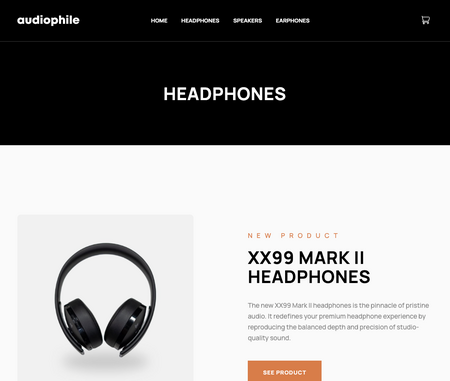 audiophile
HOME HEADPHONES SPEAKERS EARPHONES
HEADPHONES
NEW PRODUCT
XX99 MARK II
HEADPHONES
The new XX99 Mark II headphones is the pinnacle of pristine
audio. It redefines your premium headphone experience by
reproducing the balanced depth and precision of studio-
quality sound.
SEE PRODUCT